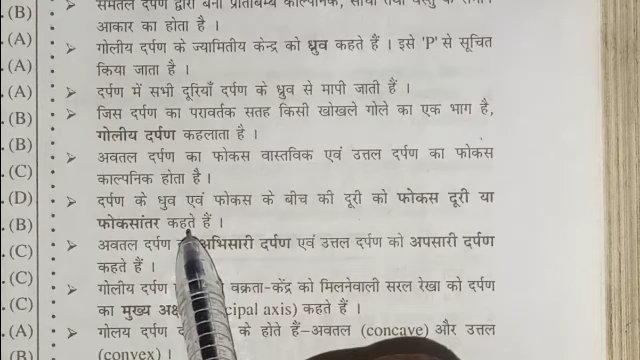 (B)
समतल दर्पण द्वारा बना प्रतिबिम्ब काल्पनिक, सीधा तथा वस्तु के
आकार का होता है ।
(A) ➢ गोलीय दर्पण के ज्यामितीय केन्द्र को ध्रुव कहते हैं । इसे 'P' से सूचित
(A) किया जाता है ।
(A) ➢ दर्पण में सभी दूरियाँ दर्पण के ध्रुव से मापी जाती हैं ।
(B) ➢ जिस दर्पण का परावर्तक सतह किसी खोखले गोले का एक भाग है,
(B) गोलीय दर्पण कहलाता है ।
(C) ➢ अवतल दर्पण का फोकस वास्तविक एवं उत्तल दर्पण का फोकस
काल्पनिक होता है ।
(D) ➢ दर्पण के ध्रुव एवं फोकस के बीच की दूरी को फोकस दूरी या
(B) फोकसांतर कहते हैं ।
(C) ➢ अवतल दर्पण अभिसारी दर्पण एवं उत्तल दर्पण को अपसारी दर्पण
(C) कहते हैं ।
(C) ➢ गोलीय दर्पण वक्रता-केंद्र को मिलनेवाली सरल रेखा को दर्पण
का मुख्य अक्ष cipal axis) कहते हैं ।
(A) ➢ गोलय दर्पण के होते हैं–अवतल (concave) और उत्तल
(B) (convex) ।